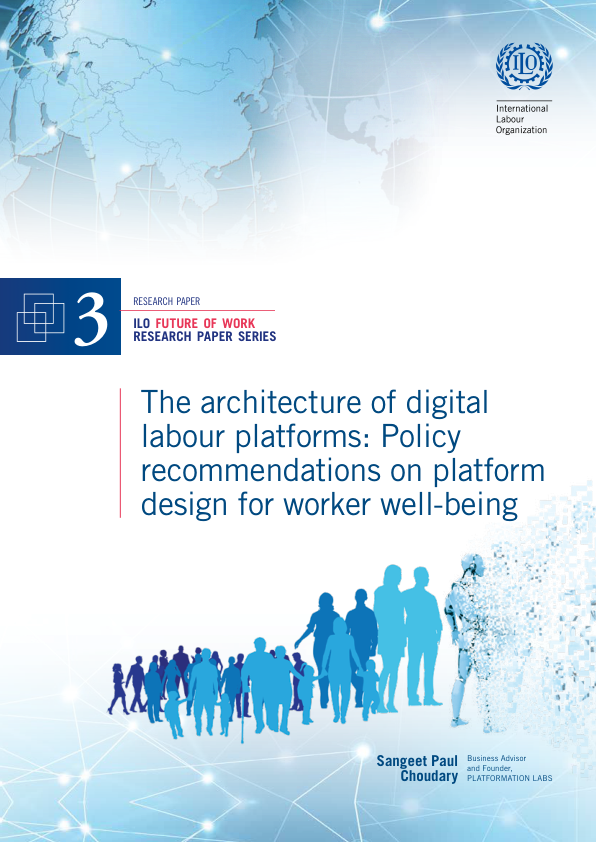 ILO
International
Labour
Organization
3
RESEARCH PAPER
ILO FUTURE OF WORK
RESEARCH PAPER SERIES
The architecture of digital
labour platforms: Policy
recommendations on platform
design for worker well-being
Sangeet Paul
Choudary
Business Advisor
and Founder,
PLATFORMATION LABS